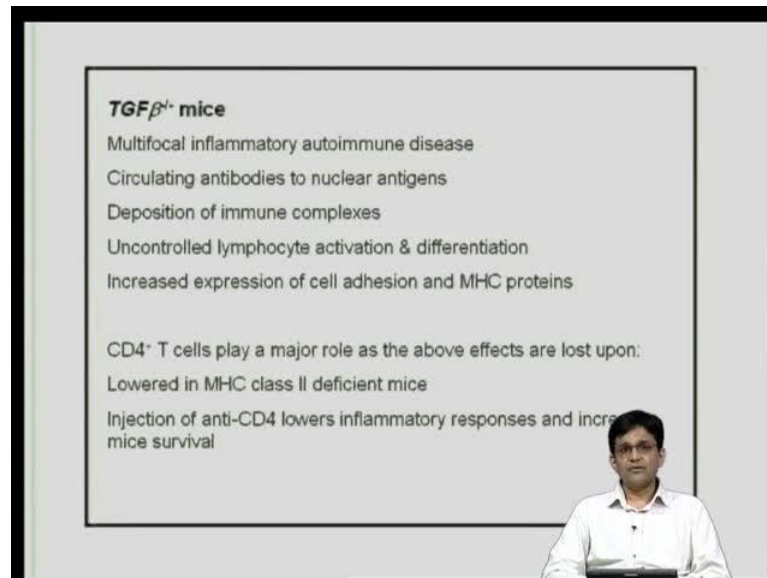 TGFβ-/- mice
Multifocal inflammatory autoimmune disease
Circulating antibodies to nuclear antigens
Deposition of immune complexes
Uncontrolled lymphocyte activation & differentiation
Increased expression of cell adhesion and MHC proteins
CD4+ T cells play a major role as the above effects are lost upon:
Lowered in MHC class II deficient mice
Injection of anti-CD4 lowers inflammatory responses and incre
mice survival